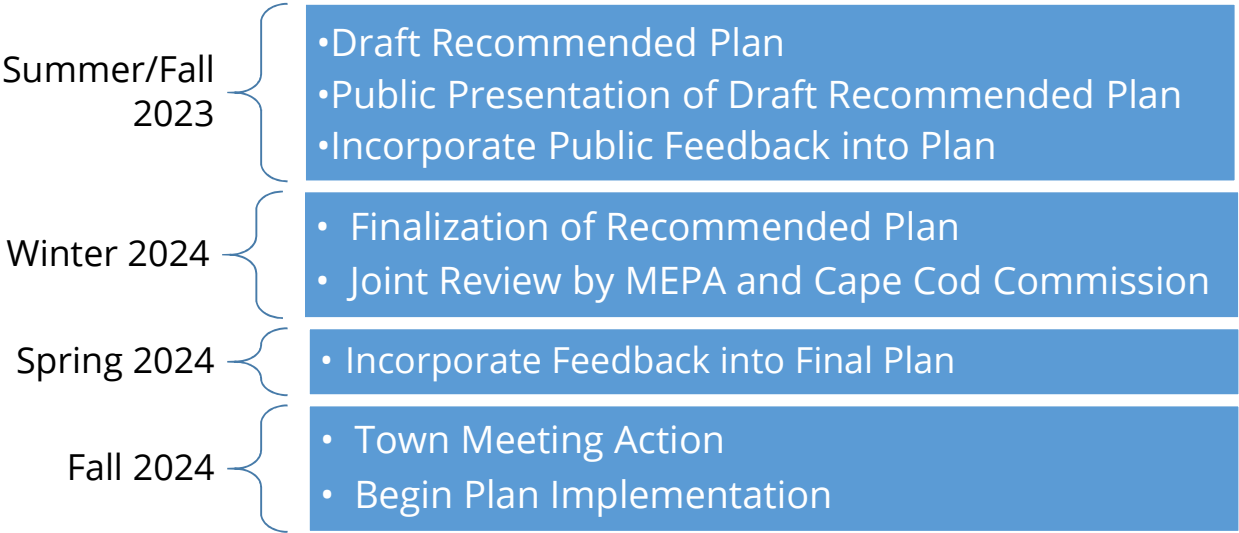 Summer/Fall
2023
•Draft Recommended Plan
•Public Presentation of Draft Recommended Plan
•Incorporate Public Feedback into Plan
Winter 2024
• Finalization of Recommended Plan
• Joint Review by MEPA and Cape Cod Commission
Spring 2024
• Incorporate Feedback into Final Plan
Fall 2024
• Town Meeting Action
• Begin Plan Implementation